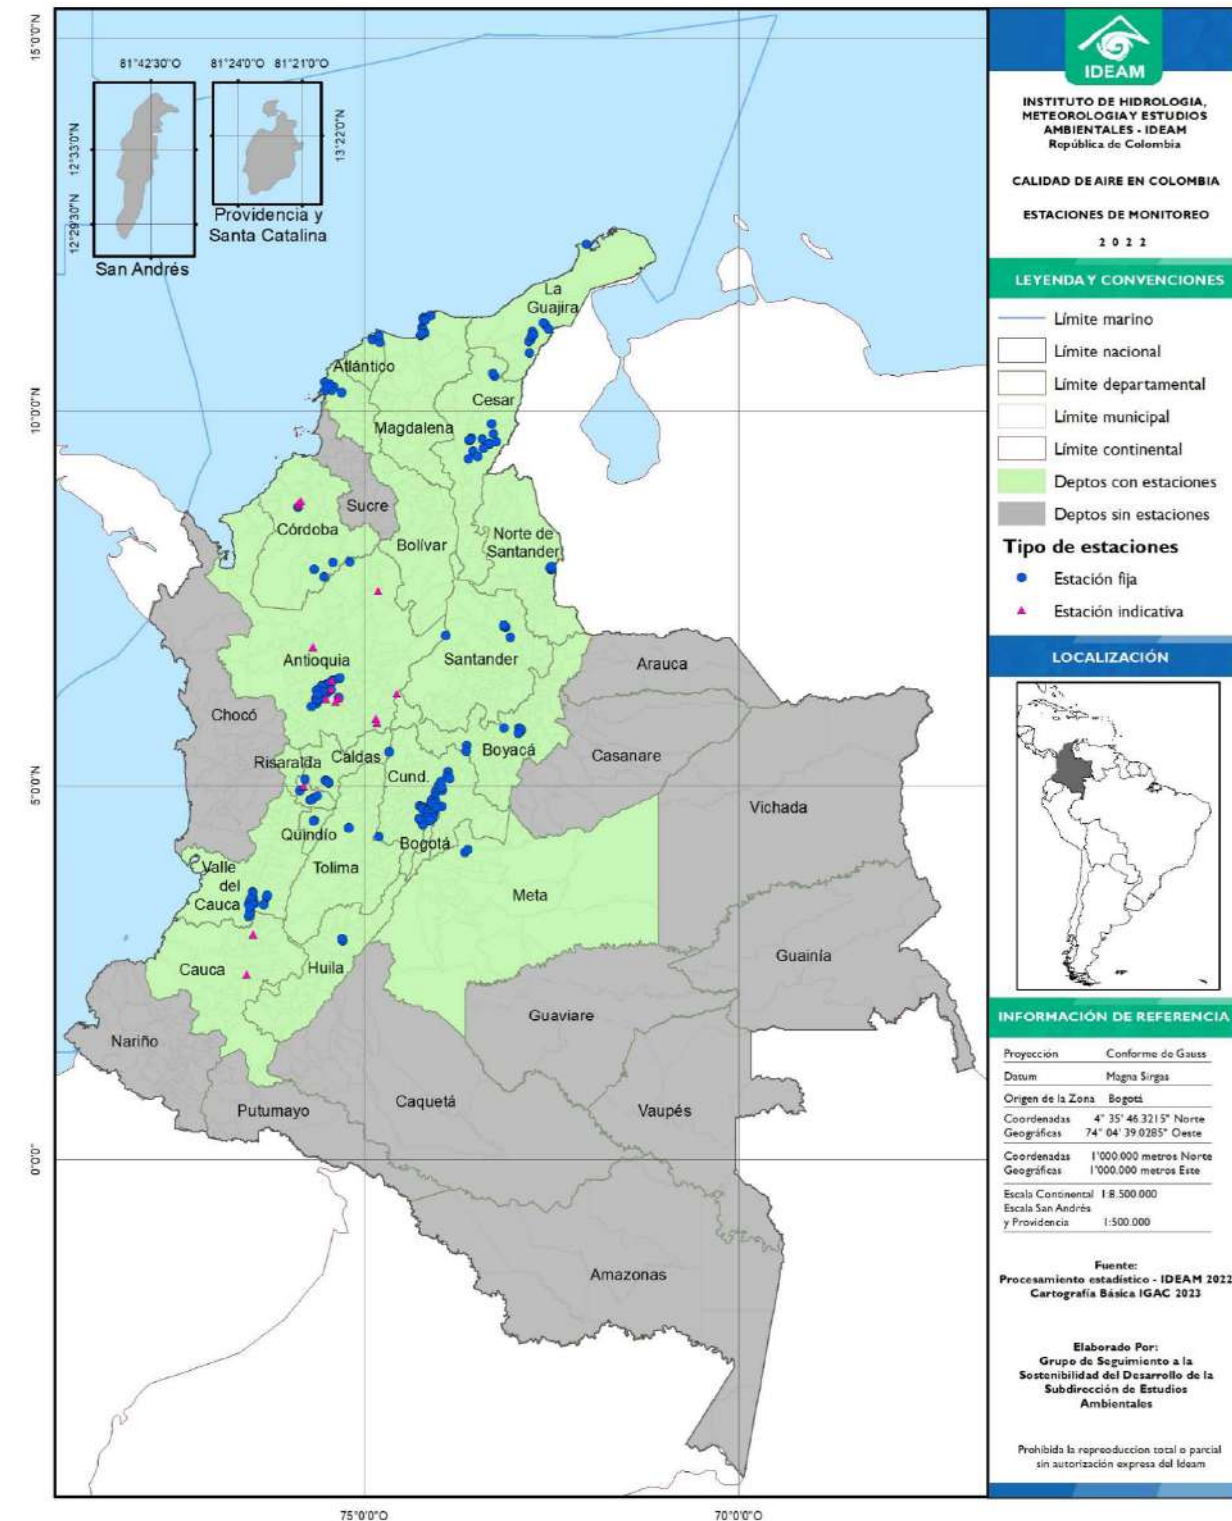 15°0'0"N
10°0'0"N
5°0'0"N
0°0'0"
75°0'0"O
70°0'0"O
81°42'30"O
12°33'0"N
12°29'30"N
San Andrés
81°24'0"O 81°21'0"O
13°22'0"N
Providencia y
Santa Catalina
La
Guajira
Atlántico
Cesar
Magdalena
Sucre
Córdoba
Bolívar
Norte de
Santander
Antioquia
Santander
Arauca
Chocó
Risaralda
Caldas
Cund.
Boyacá
Casanare
Vichada
Quindío
Bogotá
Tolima
Valle
del
Cauca
Meta
Cauca
Huila
Guainía
Guaviare
Nariño
Putumayo
Caquetá
Vaupés
Amazonas
IDEAM
INSTITUTO DE HIDROLOGIA,
METEOROLOGIA Y ESTUDIOS
AMBIENTALES - IDEAM
República de Colombia
CALIDAD DE AIRE EN COLOMBIA
ESTACIONES DE MONITOREO
2 0 2 2
LEYENDA Y CONVENCIONES
Límite marino
Límite nacional
Límite departamental
Límite municipal
Límite continental
Deptos con estaciones
Deptos sin estaciones
Tipo de estaciones
Estación fija
Estación indicativa
LOCALIZACIÓN
INFORMACIÓN DE REFERENCIA
Proyección Conforme de Gauss
Datum Magna Sirgas
Origen de la Zona Bogotá
Coordenadas 4° 35' 46.3215" Norte
Geográficas 74° 04' 39.0285" Oeste
Coordenadas 1'000.000 metros Norte
Geográficas 1'000.000 metros Este
Escala Continental 1:8.500.000
Escala San Andrés
y Providencia 1:500.000
Fuente:
Procesamiento estadístico - IDEAM 2022
Cartografía Básica IGAC 2023
Elaborado Por:
Grupo de Seguimiento a la
Sostenibilidad del Desarrollo de la
Subdirección de Estudios
Ambientales
Prohibida la repreoduccion total o parcial
sin autorización expresa del Ideam